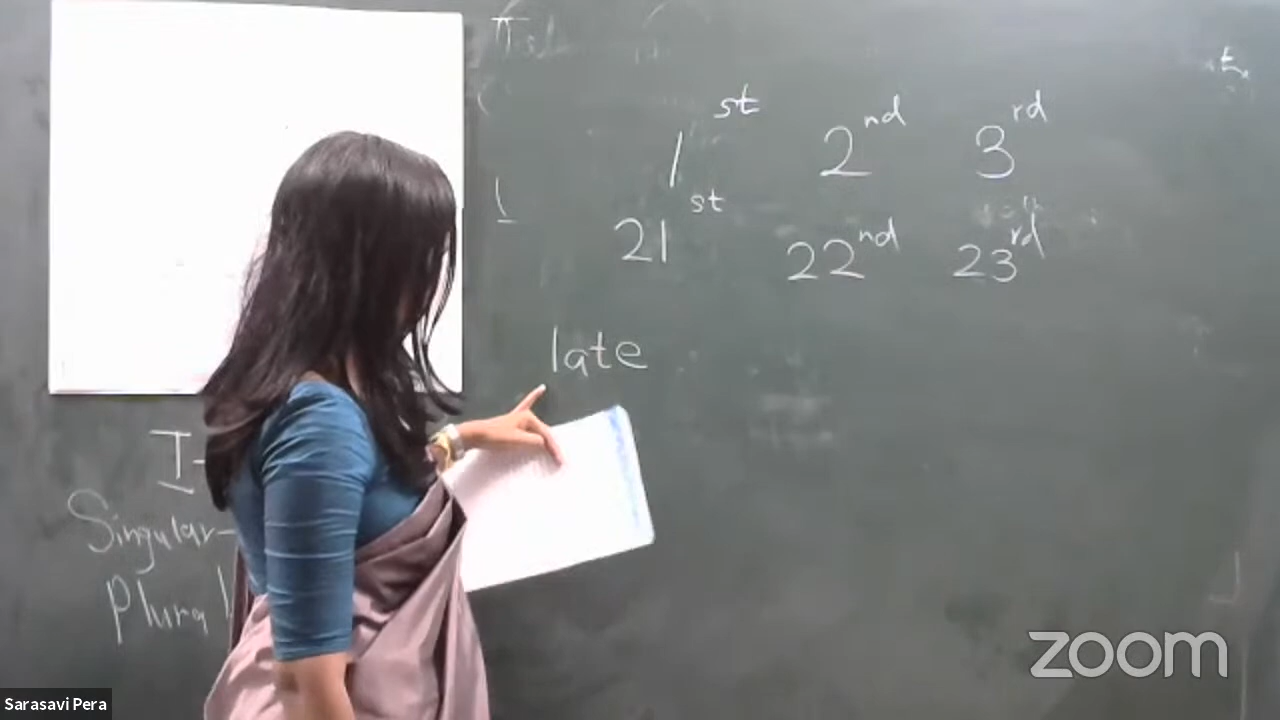 1st 2nd 3rd
21st 22nd 23rd
late
I-
Singular-
Plural
zoom
Sarasavi Pera